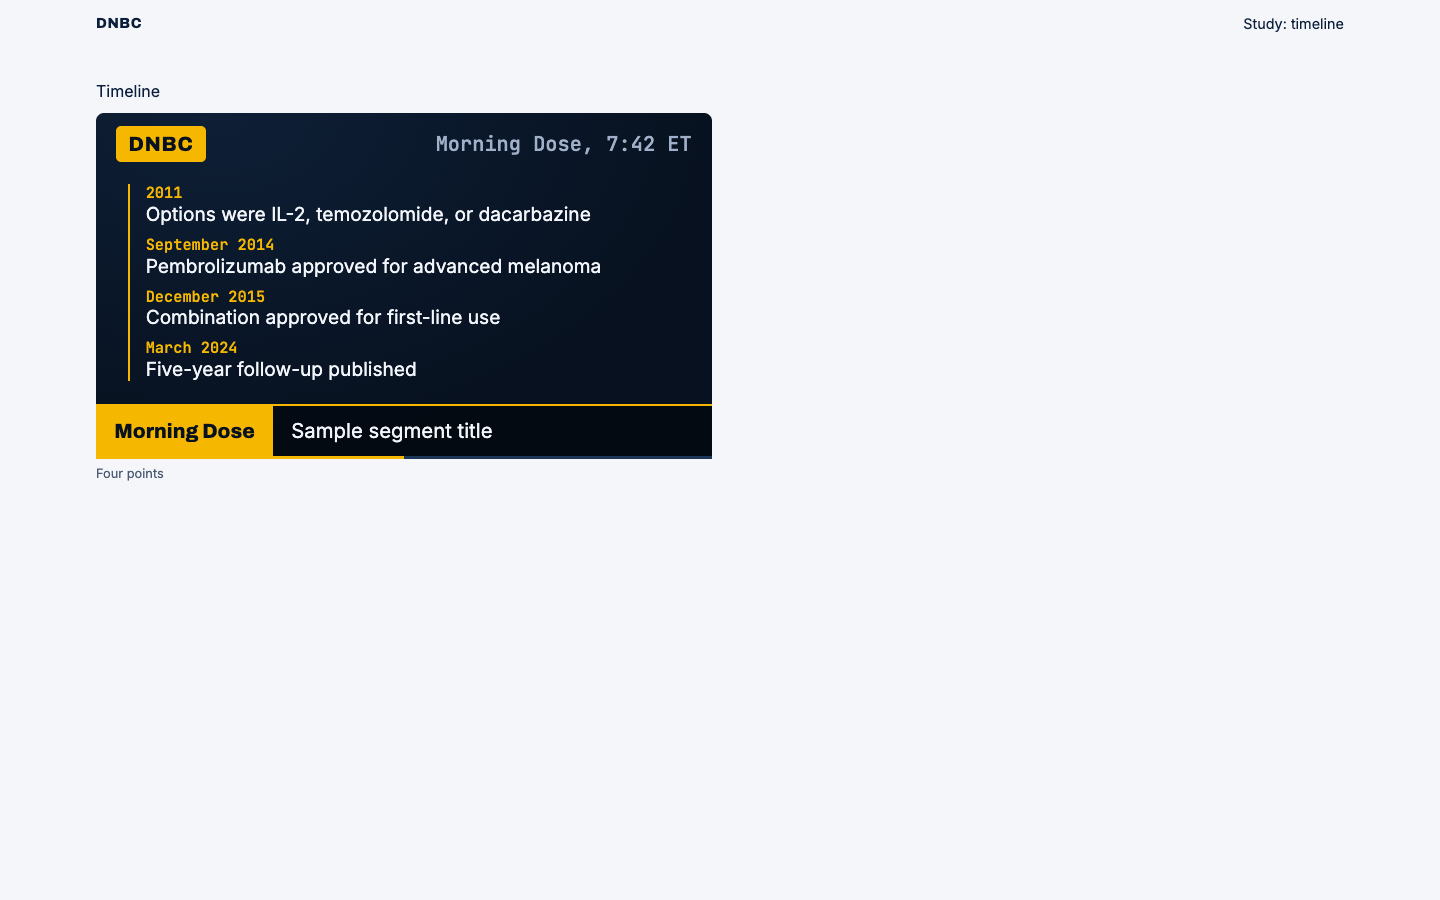 DNBC
Study: timeline
Timeline
DNBC
Morning Dose, 7:42 ET
2011
Options were IL-2, temozolomide, or dacarbazine
September 2014
Pembrolizumab approved for advanced melanoma
December 2015
Combination approved for first-line use
March 2024
Five-year follow-up published
Morning Dose
Sample segment title
Four points